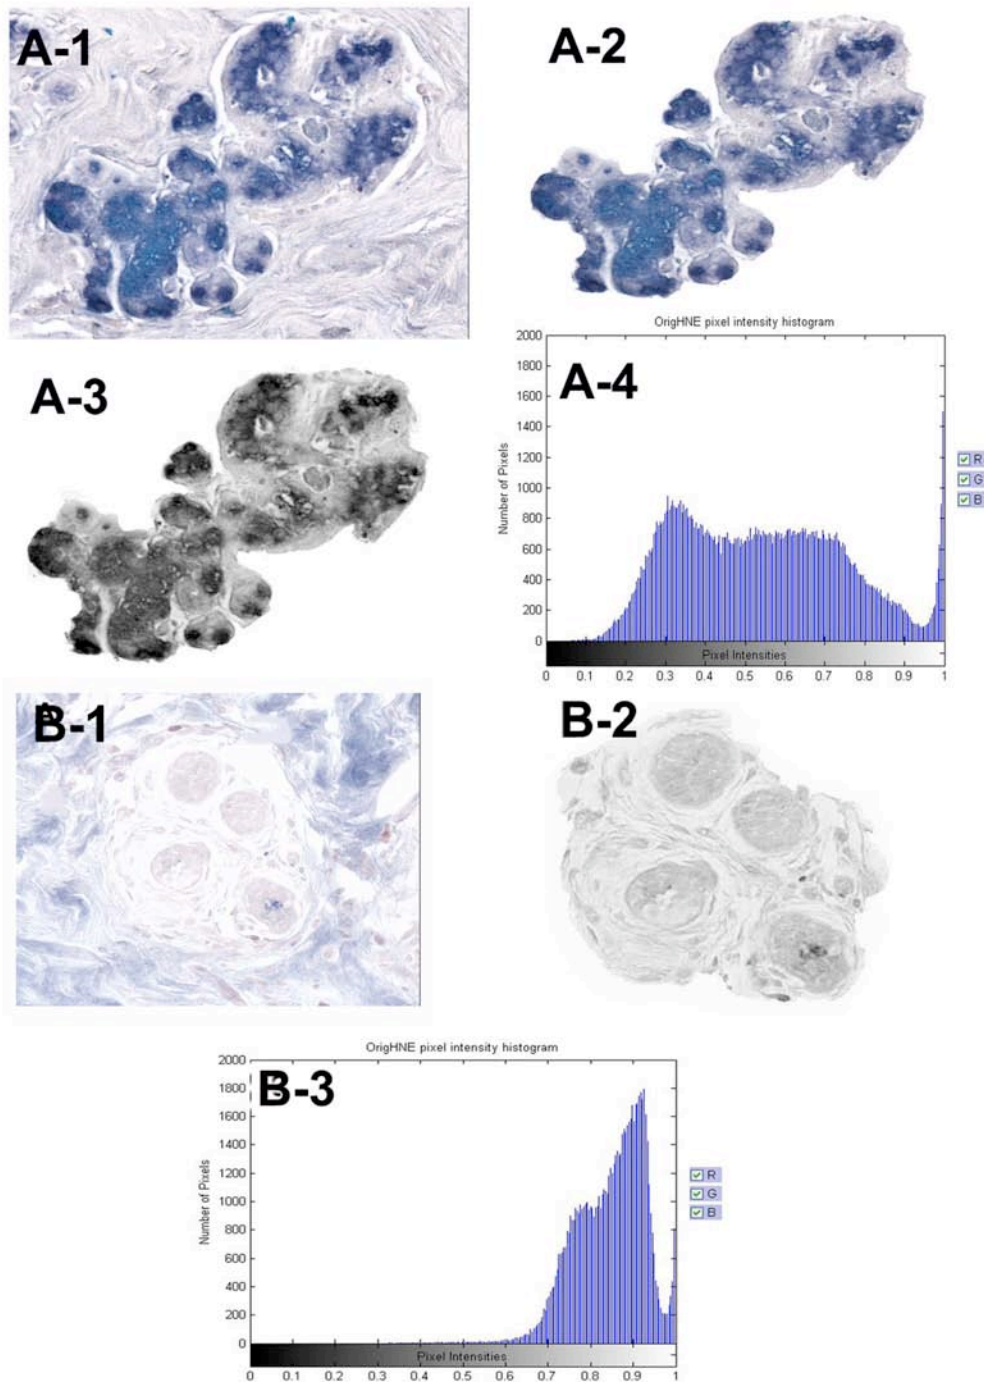 A-1
A-2
A-3
OrigHNE pixel intensity histogram
A-4
Number of Pixels
2000
1800
1600
1400
1200
1000
800
600
400
200
0
Pixel Intensities
0 0.1 0.2 0.3 0.4 0.5 0.6 0.7 0.8 0.9 1
R
G
B
B-1
B-2
OrigHNE pixel intensity histogram
B-3
Number of Pixels
2000
1800
1600
1400
1200
1000
800
600
400
200
0
Pixel Intensities
0 0.1 0.2 0.3 0.4 0.5 0.6 0.7 0.8 0.9 1
R
G
B